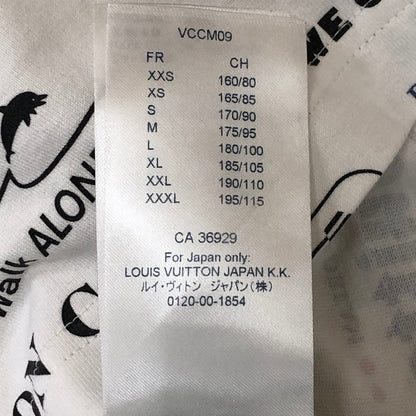 VCCM09
FR CH
XXS 160/80
XS 165/85
S 170/90
M 175/95
L 180/100
XL 185/105
XXL 190/110
XXXL 195/115
CA 36929
For Japan only:
LOUIS VUITTON JAPAN K.K.
ルイ・ヴィトン ジャパン(株)
0120-00-1854
walk ALONE
WE